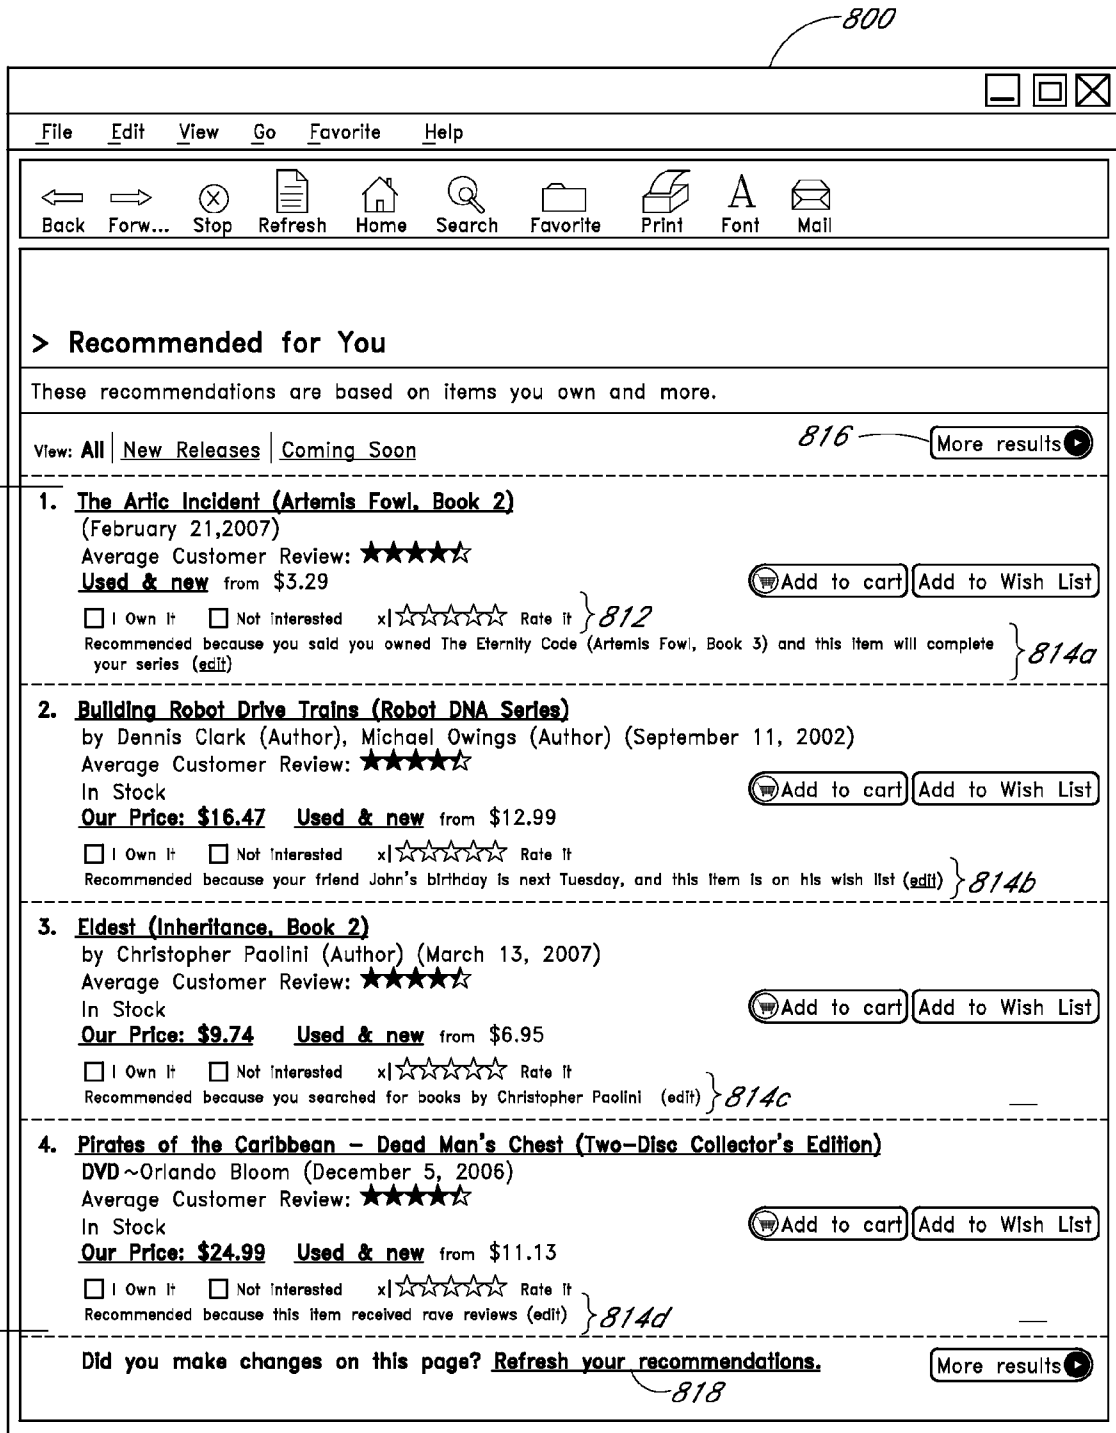 800
File Edit View Go Favorite Help
Back Forw... Stop Refresh Home Search Favorite Print Font Mail
> Recommended for You
These recommendations are based on items you own and more.
View: All | New Releases | Coming Soon 816 More results
1. The Artic Incident (Artemis Fowl, Book 2)
(February 21,2007)
Average Customer Review:
Used & new from $3.29 Add to cart Add to Wish List
I Own It Not interested x| Rate it 812
Recommended because you said you owned The Eternity Code (Artemis Fowl, Book 3) and this item will complete
your series (edit) 814a
2. Building Robot Drive Trains (Robot DNA Series)
by Dennis Clark (Author), Michael Owings (Author) (September 11, 2002)
Average Customer Review:
In Stock Add to cart Add to Wish List
Our Price: $16.47 Used & new from $12.99
I Own It Not Interested x| Rate it
Recommended because your friend John's birthday is next Tuesday, and this item is on his wish list (edit) 814b
3. Eldest (Inheritance, Book 2)
by Christopher Paolini (Author) (March 13, 2007)
Average Customer Review:
In Stock Add to cart Add to Wish List
Our Price: $9.74 Used & new from $6.95
I Own It Not interested x| Rate it
Recommended because you searched for books by Christopher Paolini (edit) 814c
4. Pirates of the Caribbean – Dead Man's Chest (Two-Disc Collector's Edition)
DVD ~Orlando Bloom (December 5, 2006)
Average Customer Review:
In Stock Add to cart Add to Wish List
Our Price: $24.99 Used & new from $11.13
I Own It Not interested x| Rate it
Recommended because this item received rave reviews (edit) 814d
Did you make changes on this page? Refresh your recommendations. More results
818